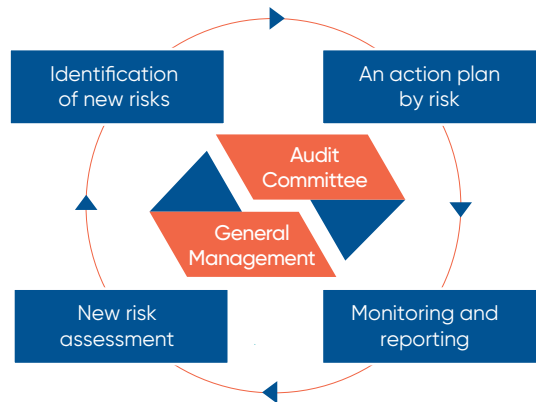 Identification
of new risks
An action plan
by risk
Audit
Committee
General
Management
New risk
assessment
Monitoring and
reporting